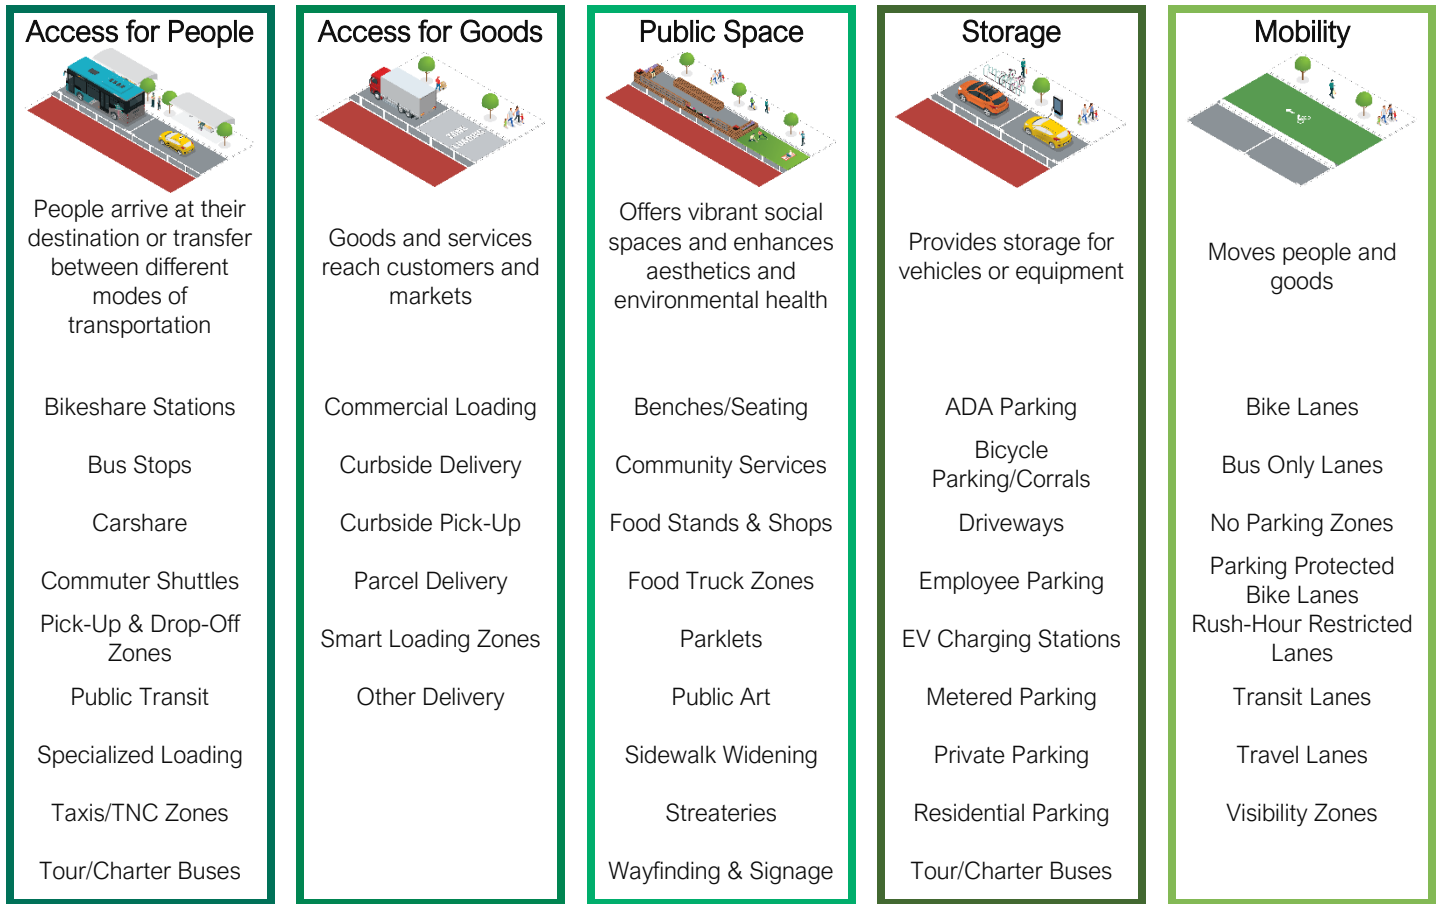 Access for People
People arrive at their
destination or transfer
between different
modes of
transportation
Bikeshare Stations
Bus Stops
Carshare
Commuter Shuttles
Pick-Up & Drop-Off
Zones
Public Transit
Specialized Loading
Taxis/TNC Zones
Tour/Charter Buses
Access for Goods
Goods and services
reach customers and
markets
Commercial Loading
Curbside Delivery
Curbside Pick-Up
Parcel Delivery
Smart Loading Zones
Other Delivery
Public Space
Offers vibrant social
spaces and enhances
aesthetics and
environmental health
Benches/Seating
Community Services
Food Stands & Shops
Food Truck Zones
Parklets
Public Art
Sidewalk Widening
Streateries
Wayfinding & Signage
Storage
Provides storage for
vehicles or equipment
ADA Parking
Bicycle
Parking/Corrals
Driveways
Employee Parking
EV Charging Stations
Metered Parking
Private Parking
Residential Parking
Tour/Charter Buses
Mobility
Moves people and
goods
Bike Lanes
Bus Only Lanes
No Parking Zones
Parking Protected
Bike Lanes
Rush-Hour Restricted
Lanes
Transit Lanes
Travel Lanes
Visibility Zones